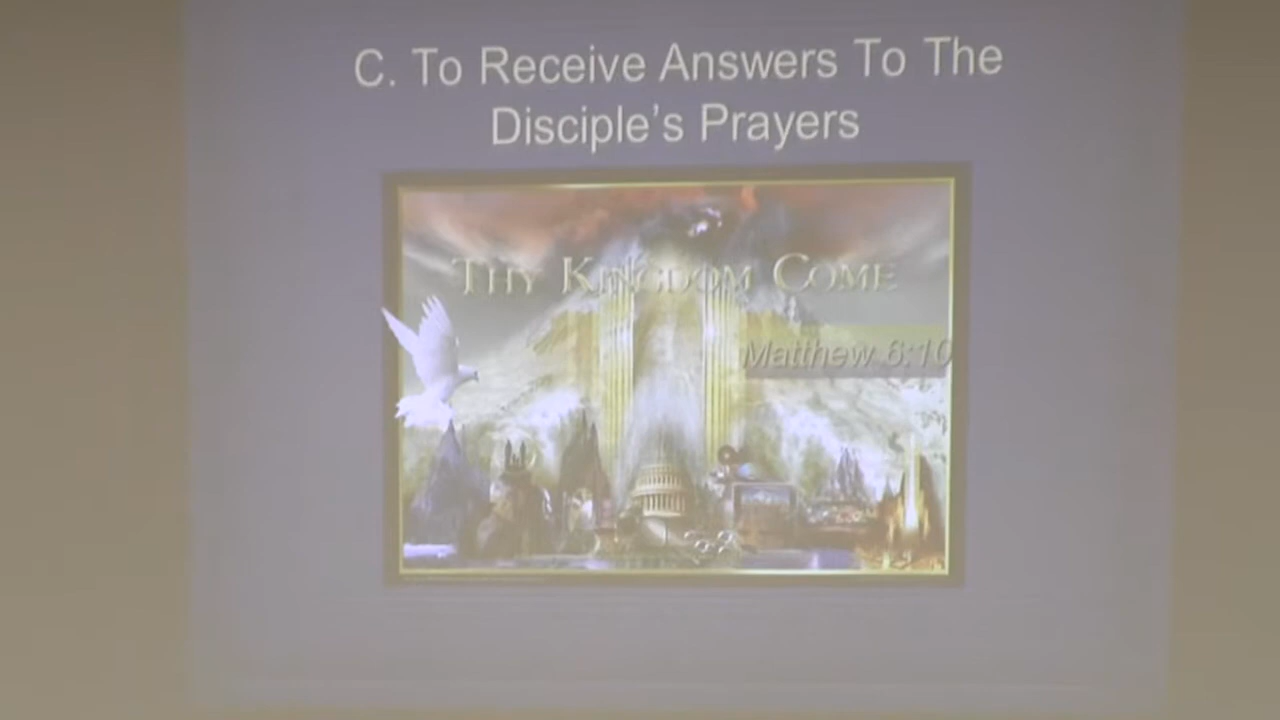 C. To Receive Answers To The
Disciple's Prayers
THY KINGDOM COME
Matthew 6:10